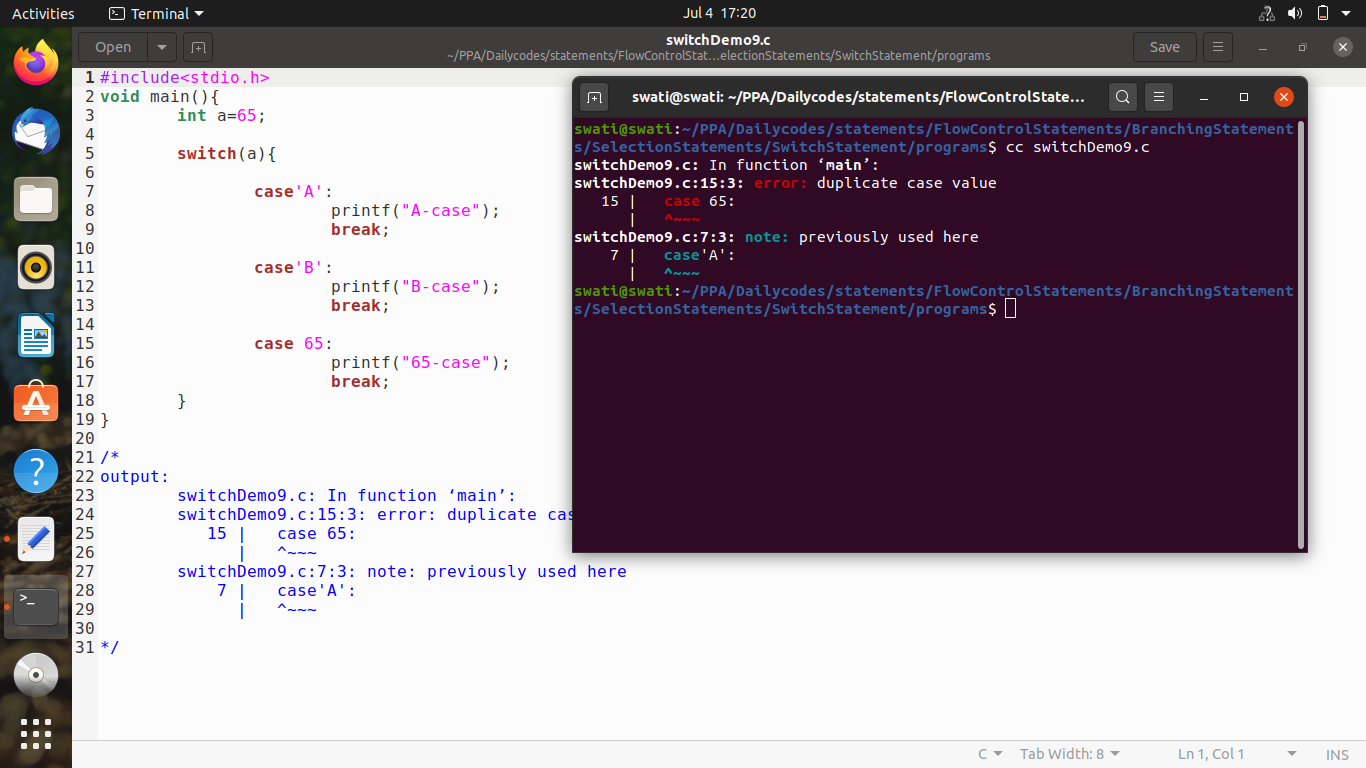 Activities Terminal Jul 4 17:20
Open switchDemo9.c Save
~/PPA/Dailycodes/statements/FlowControlStat...electionStatements/SwitchStatement/programs
1 #include<stdio.h>
2 void main(){
3 int a=65;
4
5 switch(a){
6
7 case'A':
8 printf("A-case");
9 break;
10
11 case'B':
12 printf("B-case");
13 break;
14
15 case 65:
16 printf("65-case");
17 break;
18 }
19 }
20
21 /*
22 output:
23 switchDemo9.c: In function ‘main’:
24 switchDemo9.c:15:3: error: duplicate cas
25 15 | case 65:
26 | ^~~~
27 switchDemo9.c:7:3: note: previously used here
28 7 | case'A':
29 | ^~~~
30
31 */
swati@swati: ~/PPA/Dailycodes/statements/FlowControlState...
swati@swati:~/PPA/Dailycodes/statements/FlowControlStatements/BranchingStatement
s/SelectionStatements/SwitchStatement/programs$ cc switchDemo9.c
switchDemo9.c: In function ‘main’:
switchDemo9.c:15:3: error: duplicate case value
15 | case 65:
| ^~~~
switchDemo9.c:7:3: note: previously used here
7 | case'A':
| ^~~~
swati@swati:~/PPA/Dailycodes/statements/FlowControlStatements/BranchingStatement
s/SelectionStatements/SwitchStatement/programs$
C Tab Width: 8 Ln 1, Col 1 INS